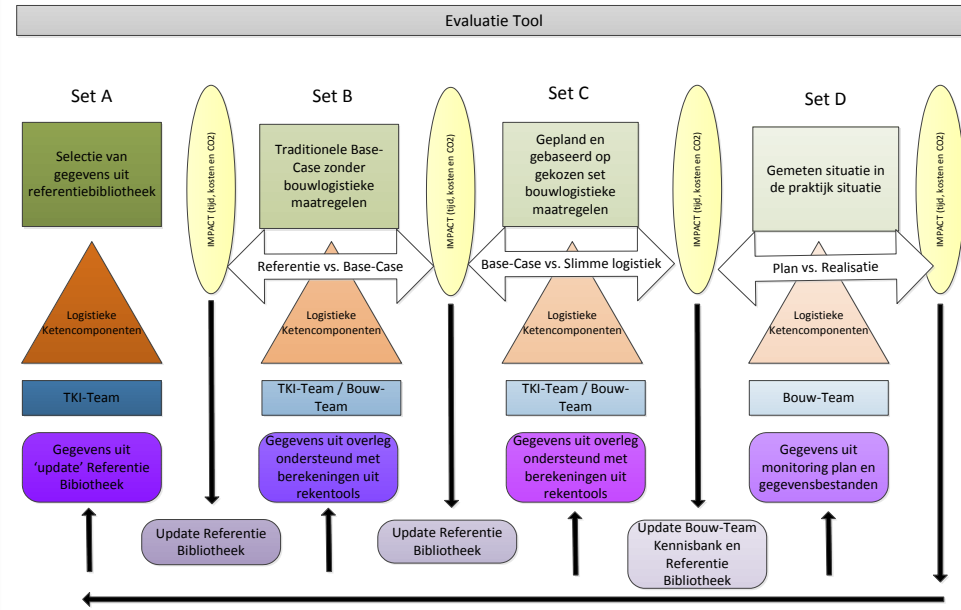 Evaluatie Tool
Set A
Set B
Set C
Set D
Selectie van
gegevens uit
referentiebibliotheek
IMPACT (tijd, kosten en CO2)
Traditionele Base-
Case zonder
bouwlogistieke
maatregelen
IMPACT (tijd, kosten en CO2)
Gepland en
gebaseerd op
gekozen set
bouwlogistieke
maatregelen
IMPACT (tijd, kosten en CO2)
Gemeten situatie in
de praktijk situatie
IMPACT (tijd, kosten en CO2)
Referentie vs. Base-Case
Base-Case vs. Slimme logistiek
Plan vs. Realisatie
Logistieke
Ketencomponenten
Logistieke
Ketencomponenten
Logistieke
Ketencomponenten
Logistieke
Ketencomponenten
TKI-Team
TKI-Team / Bouw-
Team
TKI-Team / Bouw-
Team
Bouw-Team
Gegevens uit
‘update’ Referentie
Bibiotheek
Gegevens uit overleg
ondersteund met
berekeningen uit
rekentools
Gegevens uit overleg
ondersteund met
berekeningen uit
rekentools
Gegevens uit
monitoring plan en
gegevensbestanden
Update Referentie
Bibliotheek
Update Referentie
Bibliotheek
Update Bouw-Team
Kennisbank en
Referentie
Bibliotheek